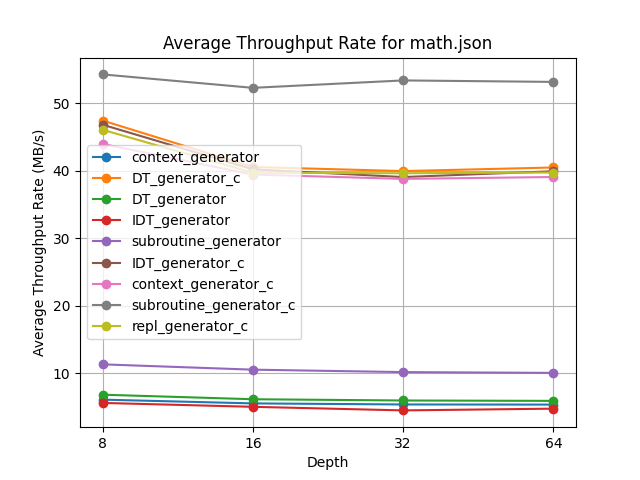 Average Throughput Rate for math.json
Average Throughput Rate (MB/s)
50
40
30
20
10
context_generator
DT_generator_c
DT_generator
IDT_generator
subroutine_generator
IDT_generator_c
context_generator_c
subroutine_generator_c
repl_generator_c
8
16
32
64
Depth